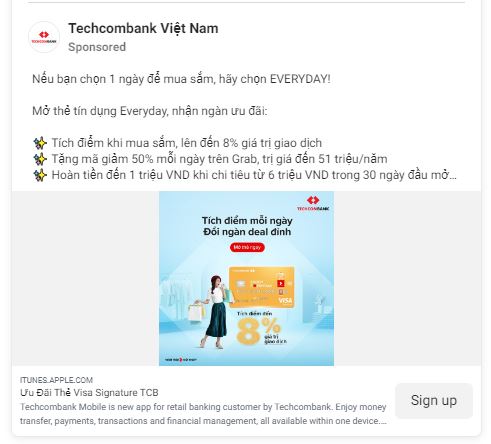 Techcombank Việt Nam
Sponsored
TECHCOMBANK
Nếu bạn chọn 1 ngày để mua sắm, hãy chọn EVERYDAY!
Mở thẻ tín dụng Everyday, nhận ngàn ưu đãi:
✨ Tích điểm khi mua sắm, lên đến 8% giá trị giao dịch
✨ Tặng mã giảm 50% mỗi ngày trên Grab, trị giá đến 51 triệu/năm
✨ Hoàn tiền đến 1 triệu VND khi chi tiêu từ 6 triệu VND trong 30 ngày đầu mở...
TECHCOMBANK
Tích điểm mỗi ngày
Đổi ngàn deal đỉnh
Mở thẻ ngay
VISA
Tích điểm đến
8%
giá trị
giao dịch
ITUNES.APPLE.COM
Ưu Đãi Thẻ Visa Signature TCB
Techcombank Mobile is new app for retail banking customer by Techcombank. Enjoy money
transfer, payments, transactions and financial management, all available within one device....
Sign up